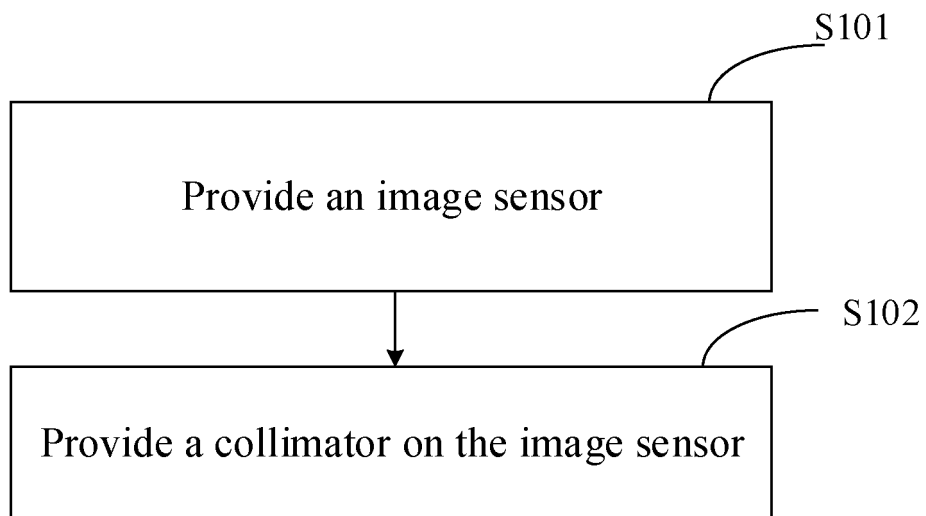 S101
Provide an image sensor
S102
Provide a collimator on the image sensor